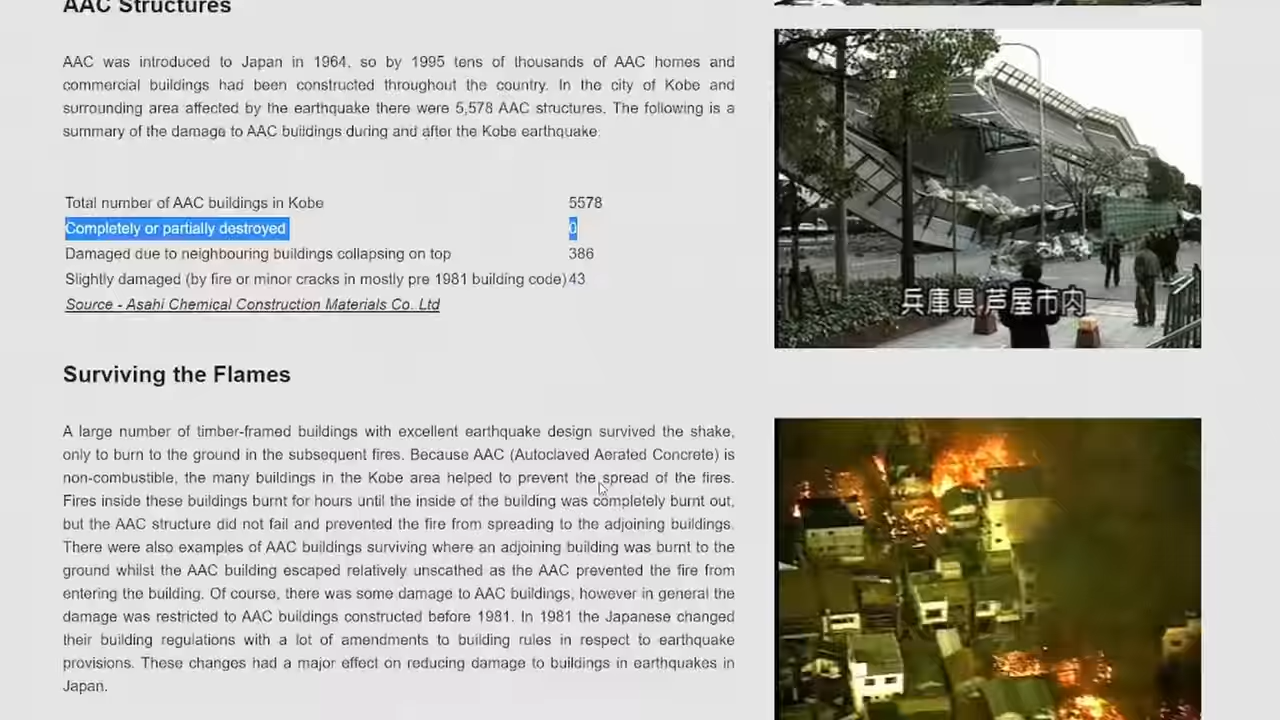 AAC Structures
AAC was introduced to Japan in 1964, so by 1995 tens of thousands of AAC homes and
commercial buildings had been constructed throughout the country. In the city of Kobe and
surrounding area affected by the earthquake there were 5,578 AAC structures. The following is a
summary of the damage to AAC buildings during and after the Kobe earthquake.
Total number of AAC buildings in Kobe 5578
Completely or partially destroyed 0
Damaged due to neighbouring buildings collapsing on top 386
Slightly damaged (by fire or minor cracks in mostly pre 1981 building code) 43
Source - Asahi Chemical Construction Materials Co. Ltd
兵庫県 芦屋市内
Surviving the Flames
A large number of timber-framed buildings with excellent earthquake design survived the shake,
only to burn to the ground in the subsequent fires. Because AAC (Autoclaved Aerated Concrete) is
non-combustible, the many buildings in the Kobe area helped to prevent the spread of the fires.
Fires inside these buildings burnt for hours until the inside of the building was completely burnt out,
but the AAC structure did not fail and prevented the fire from spreading to the adjoining buildings.
There were also examples of AAC buildings surviving where an adjoining building was burnt to the
ground whilst the AAC building escaped relatively unscathed as the AAC prevented the fire from
entering the building. Of course, there was some damage to AAC buildings, however in general the
damage was restricted to AAC buildings constructed before 1981. In 1981 the Japanese changed
their building regulations with a lot of amendments to building rules in respect to earthquake
provisions. These changes had a major effect on reducing damage to buildings in earthquakes in
Japan.